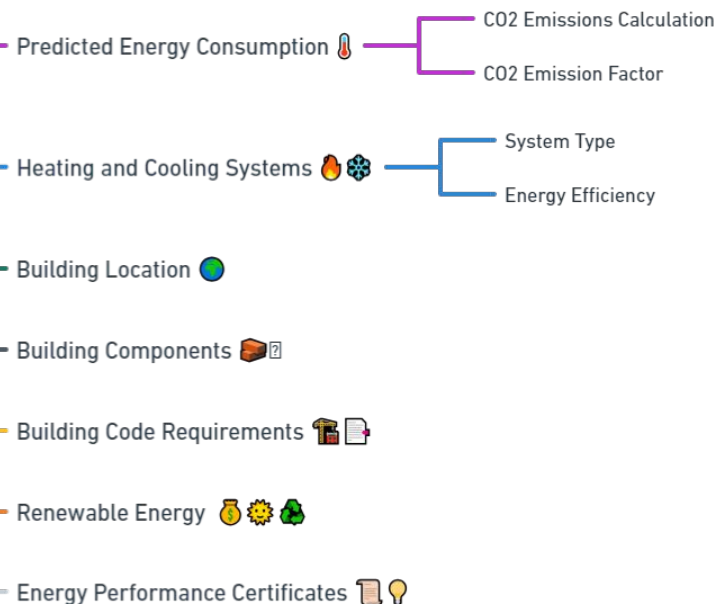 CO2 Emissions Calculation
Predicted Energy Consumption 🌡️
CO2 Emission Factor
System Type
Heating and Cooling Systems 🔥❄️
Energy Efficiency
Building Location 🌍
Building Components 🧱
Building Code Requirements 🏗️📑
Renewable Energy 💰🌞♻️
Energy Performance Certificates 📜💡